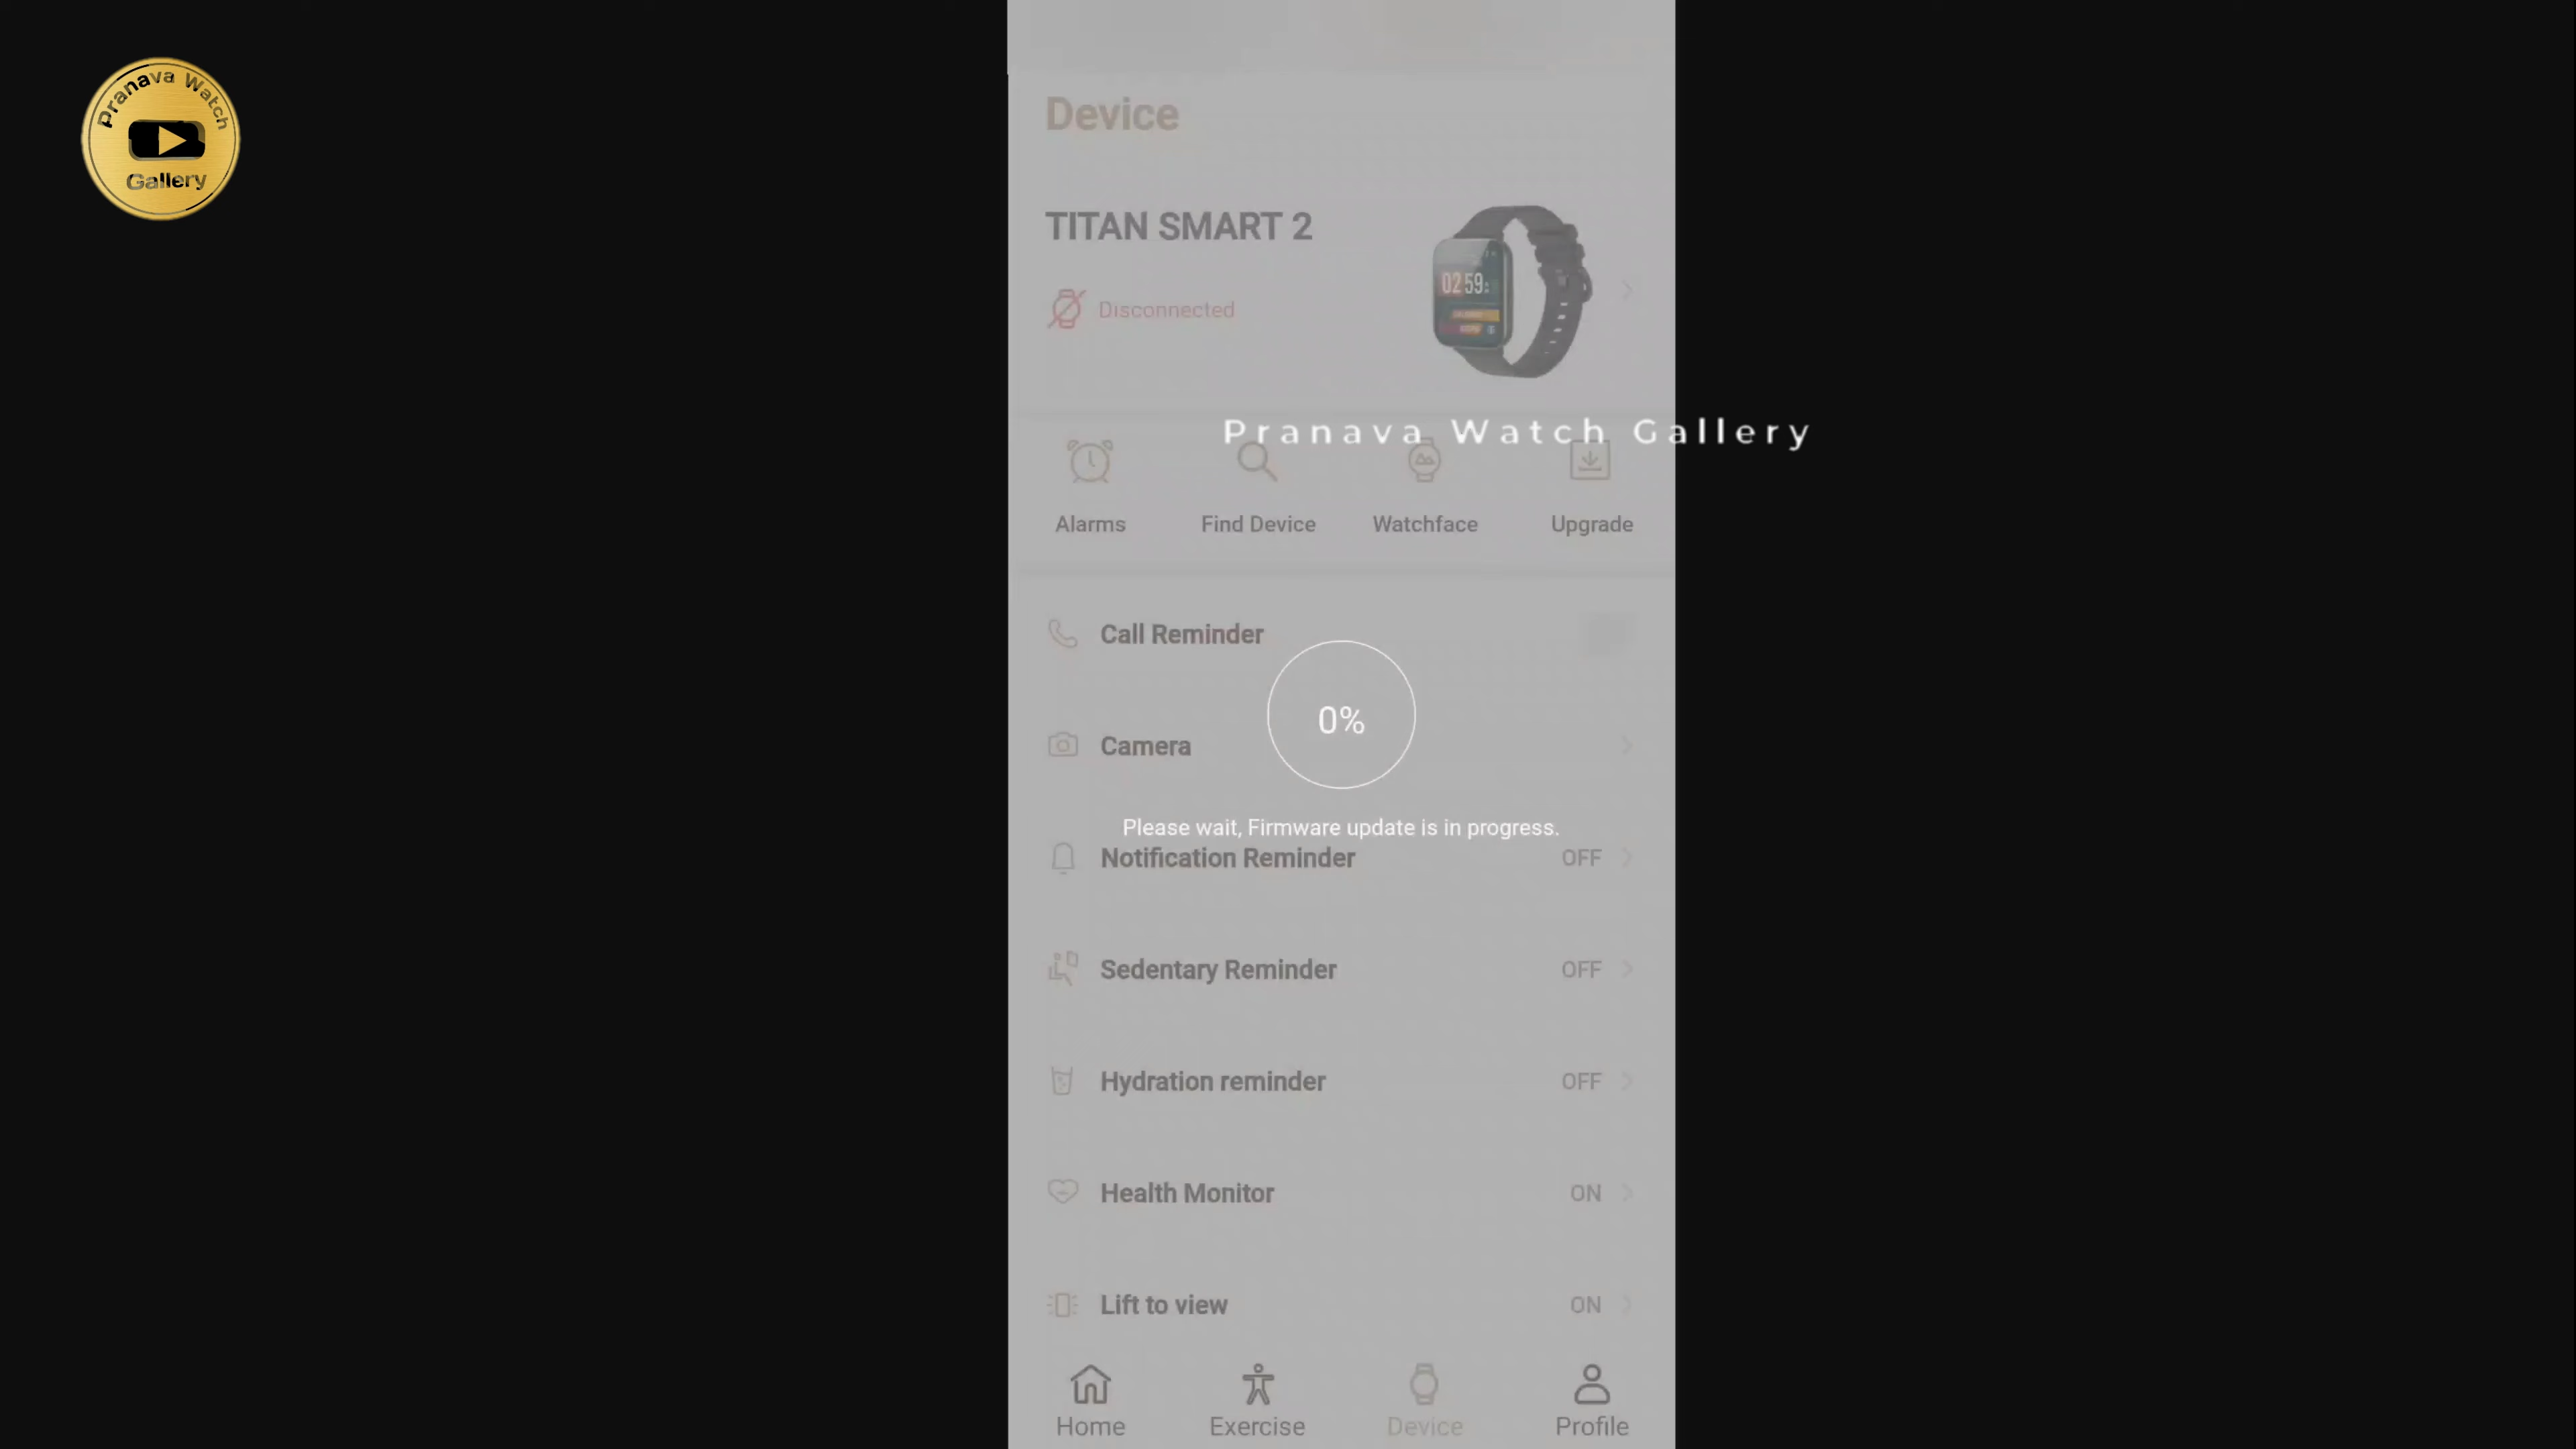 Pranava Watch
Gallery
Device
TITAN SMART 2
Disconnected
02 59:
Pranava Watch Gallery
Alarms
Find Device
Watchface
Upgrade
Call Reminder
0%
Camera
Please wait, Firmware update is in progress.
Notification Reminder OFF
Sedentary Reminder OFF
Hydration reminder OFF
Health Monitor ON
Lift to view ON
Home
Exercise
Device
Profile